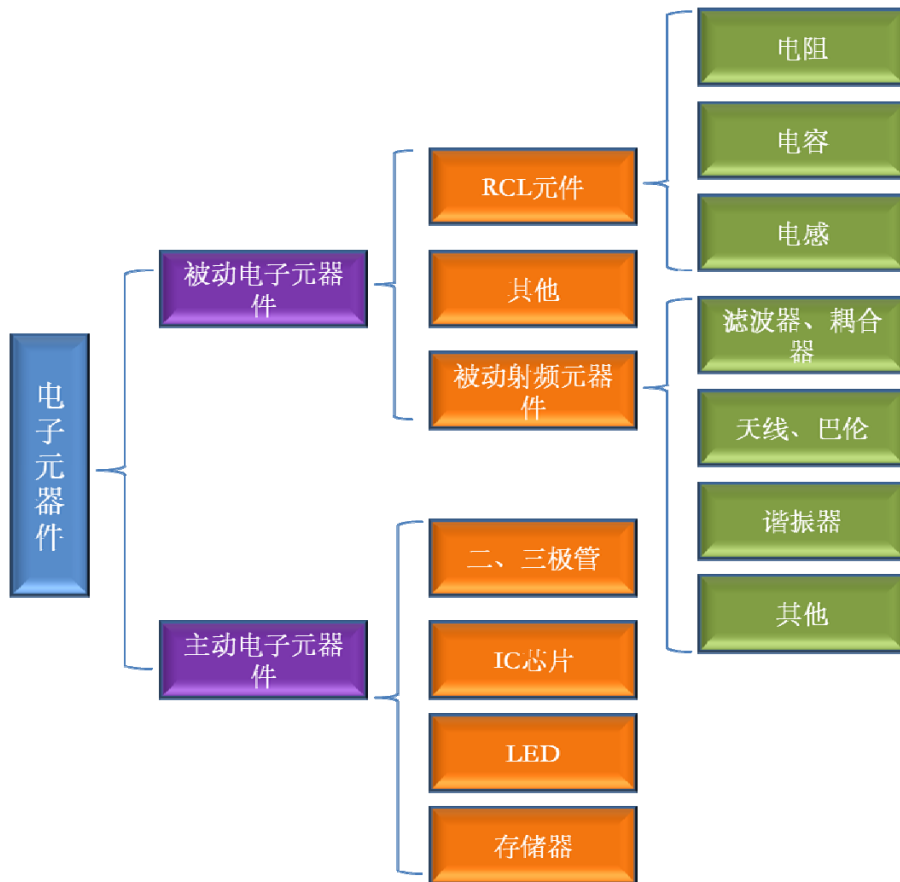 电子元器件
被动电子元器
件
RCL元件
电阻
电容
电感
其他
被动射频元器
件
滤波器、耦合
器
天线、巴伦
谐振器
其他
主动电子元器
件
二、三极管
IC芯片
LED
存储器